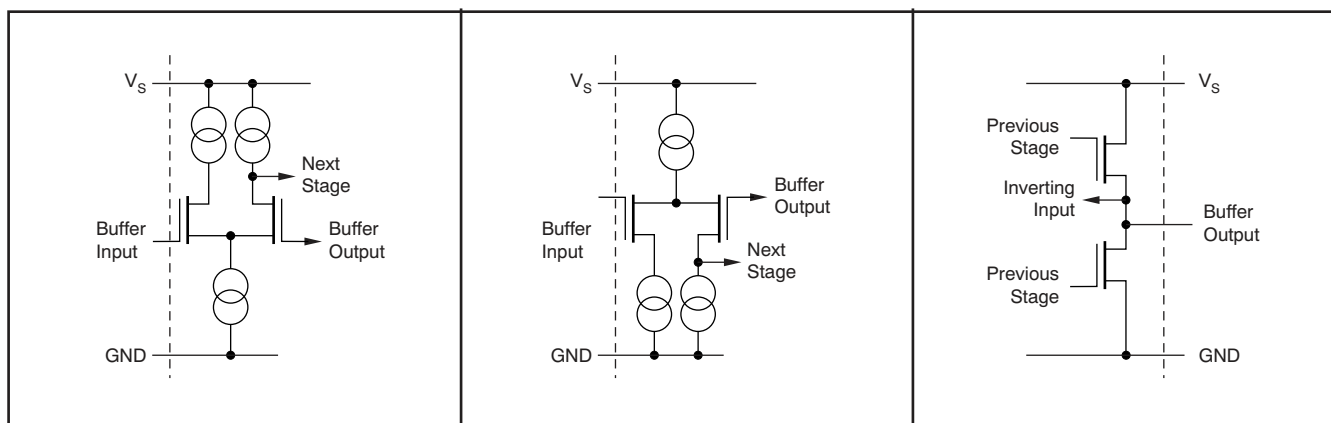 V_S
Next
Stage
Buffer
Input
Buffer
Output
GND
V_S
Buffer
Output
Buffer
Input
Next
Stage
GND
V_S
Previous
Stage
Inverting
Input
Buffer
Output
Previous
Stage
GND